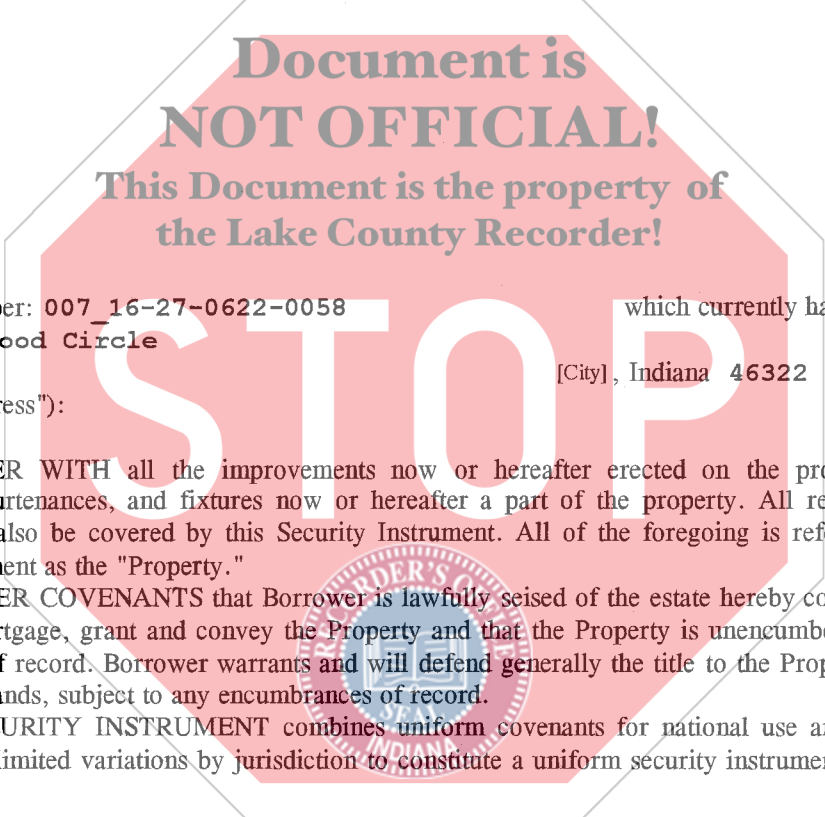 Document is
NOT OFFICIAL!
This Document is the property of
the Lake County Recorder!
er: 007_16-27-0622-0058 which currently ha
ood Circle
[City], Indiana 46322
ress"):
STOP
ER WITH all the improvements now or hereafter erected on the pro
urtenances, and fixtures now or hereafter a part of the property. All re
also be covered by this Security Instrument. All of the foregoing is ref
ent as the "Property."
ER COVENANTS that Borrower is lawfully seised of the estate hereby co
rtgage, grant and convey the Property and that the Property is unencumb
f record. Borrower warrants and will defend generally the title to the Prop
ands, subject to any encumbrances of record.
URITY INSTRUMENT combines uniform covenants for national use a
limited variations by jurisdiction to constitute a uniform security instrume
RECORDER'S OFFICE
SEAL
INDIANA